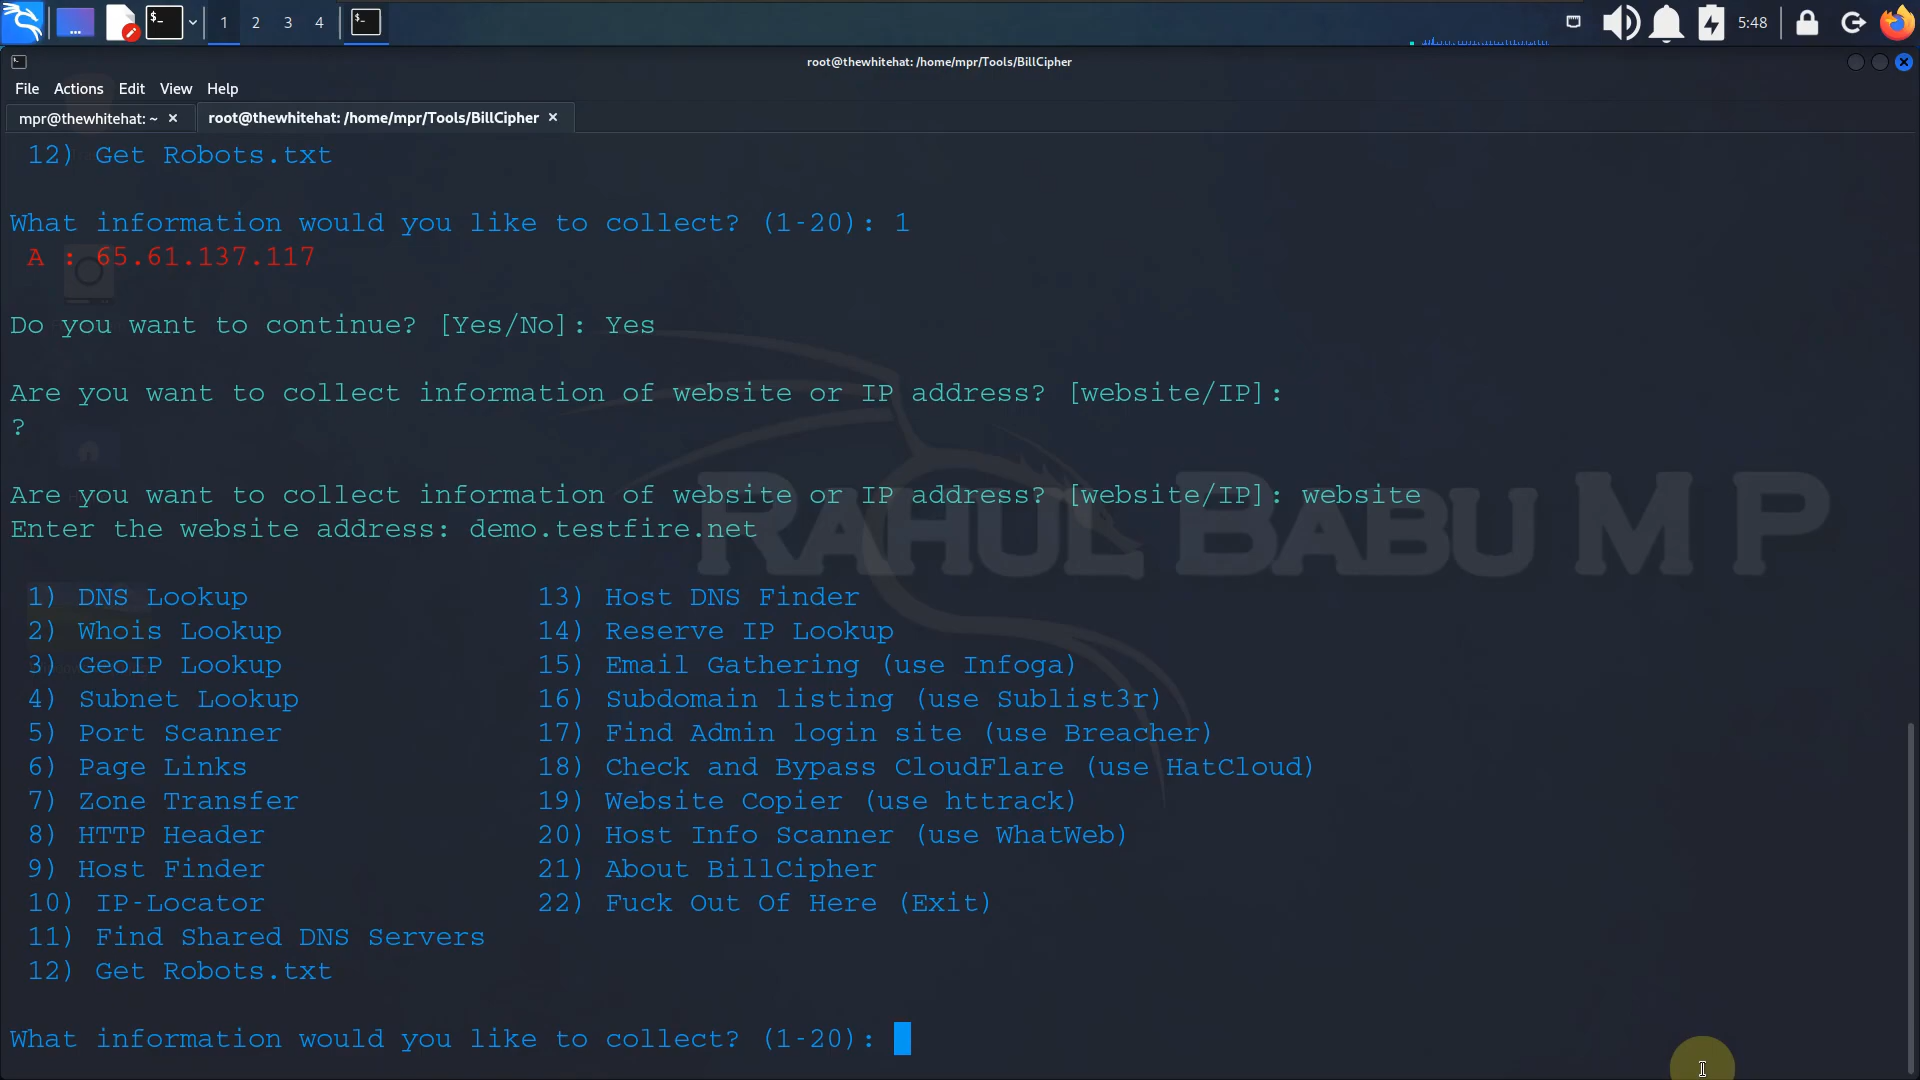 1 2 3 4
5:48
root@thewhitehat: /home/mpr/Tools/BillCipher
File Actions Edit View Help
mpr@thewhitehat: ~ root@thewhitehat: /home/mpr/Tools/BillCipher
12) Get Robots.txt
What information would you like to collect? (1-20): 1
A : 65.61.137.117
Do you want to continue? [Yes/No]: Yes
Are you want to collect information of website or IP address? [website/IP]:
?
Are you want to collect information of website or IP address? [website/IP]: website
Enter the website address: demo.testfire.net
RAHUL BABU M P
1) DNS Lookup 13) Host DNS Finder
2) Whois Lookup 14) Reserve IP Lookup
3) GeoIP Lookup 15) Email Gathering (use Infoga)
4) Subnet Lookup 16) Subdomain listing (use Sublist3r)
5) Port Scanner 17) Find Admin login site (use Breacher)
6) Page Links 18) Check and Bypass CloudFlare (use HatCloud)
7) Zone Transfer 19) Website Copier (use httrack)
8) HTTP Header 20) Host Info Scanner (use WhatWeb)
9) Host Finder 21) About BillCipher
10) IP-Locator 22) Fuck Out Of Here (Exit)
11) Find Shared DNS Servers
12) Get Robots.txt
What information would you like to collect? (1-20):